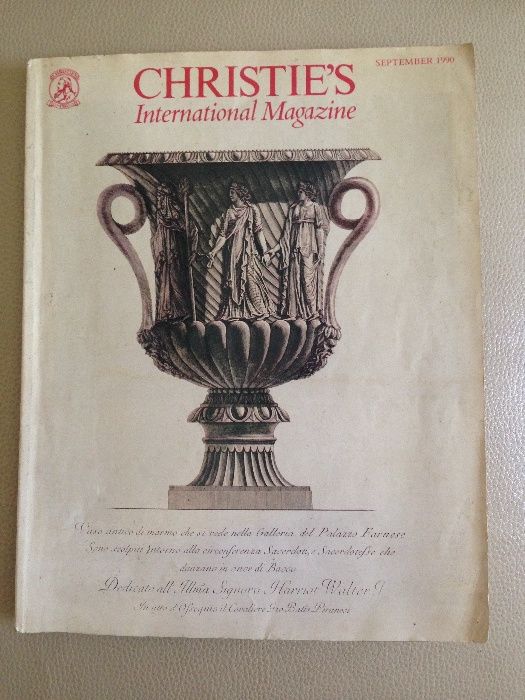 SEPTEMBER 1990
CHRISTIE'S
International Magazine
Vaso antico di marmo che si vede nella Galleria del Palazzo Farnese
Sono scolpiti intorno alla circonferenza Sacerdoti, e Sacerdotesse che
danzano in onor di Bacco
Dedicato all' Illma Signora Harriot Walter
In atto d'Ossequio il Cavaliere Gio Batta Piranesi